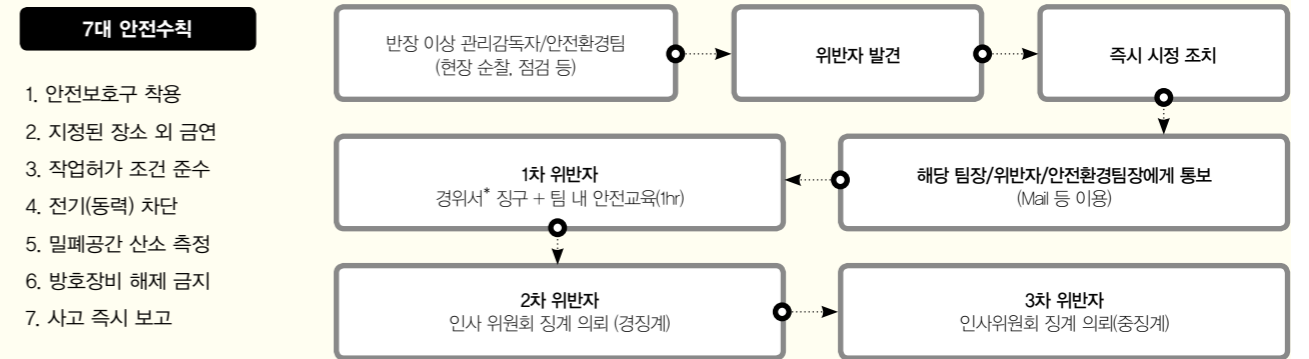 7대 안전수칙
1. 안전보호구 착용
2. 지정된 장소 외 금연
3. 작업허가 조건 준수
4. 전기(동력) 차단
5. 밀폐공간 산소 측정
6. 방호장비 해제 금지
7. 사고 즉시 보고
반장 이상 관리감독자/안전환경팀
(현장 순찰, 점검 등)
위반자 발견
즉시 시정 조치
해당 팀장/위반자/안전환경팀장에게 통보
(Mail 등 이용)
1차 위반자
경위서* 징구 + 팀 내 안전교육(1hr)
2차 위반자
인사 위원회 징계 의뢰 (경징계)
3차 위반자
인사위원회 징계 의뢰(중징계)